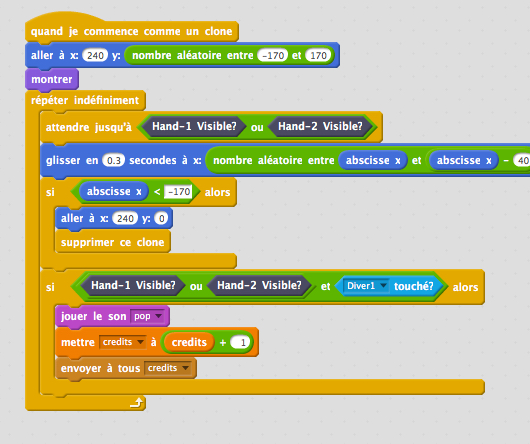 quand je commence comme un clone
aller à x: 240 y: nombre aléatoire entre -170 et 170
montrer
répéter indéfiniment
attendre jusqu'à Hand-1 Visible? ou Hand-2 Visible?
glisser en 0.3 secondes à x: nombre aléatoire entre abscisse x et abscisse x - 40
si abscisse x < -170 alors
aller à x: 240 y: 0
supprimer ce clone
si Hand-1 Visible? ou Hand-2 Visible? et Diver1 touché? alors
jouer le son pop
mettre credits à credits + 1
envoyer à tous credits